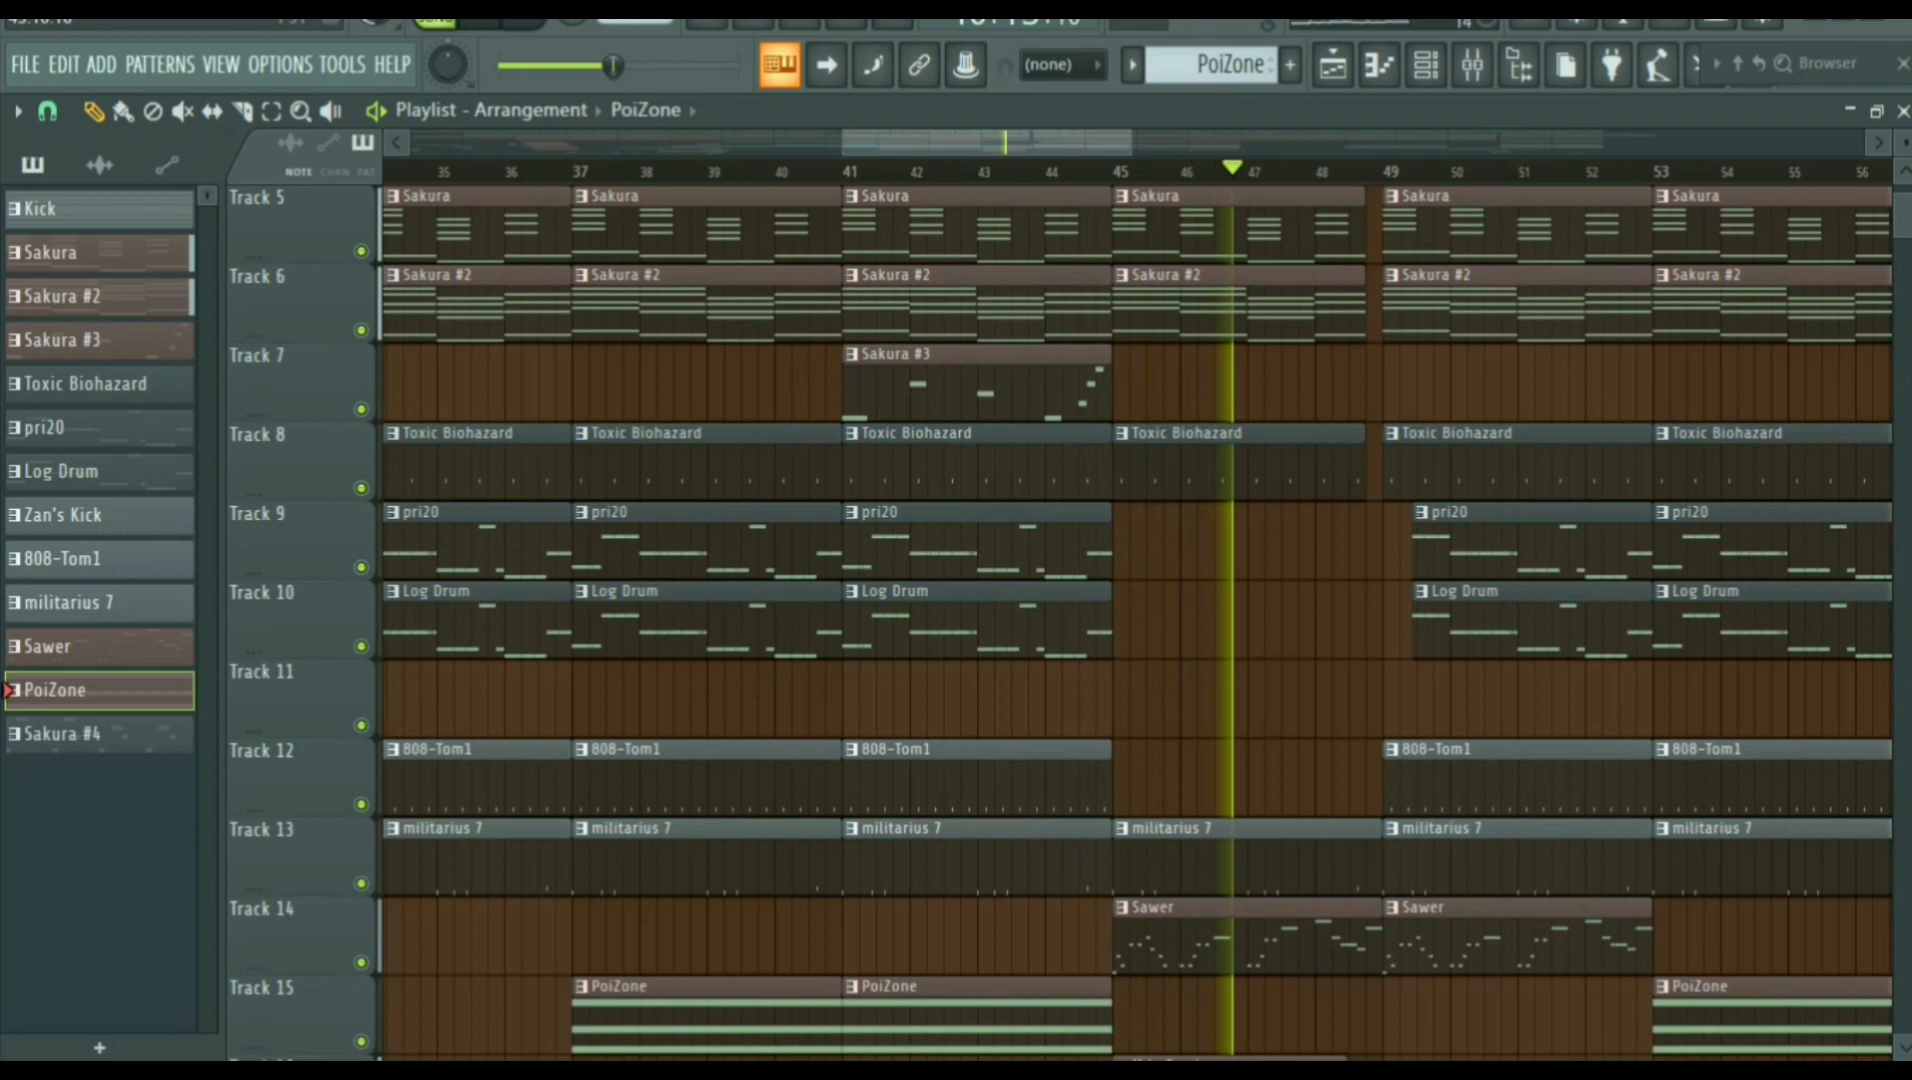 FILE EDIT ADD PATTERNS VIEW OPTIONS TOOLS HELP
(none)
PoiZone
Browser
Playlist - Arrangement PoiZone
NOTE CHAN PAT
35 36 37 38 39 40 41 42 43 44 45 46 47 48 49 50 51 52 53 54 55 56
Kick
Sakura
Sakura #2
Sakura #3
Toxic Biohazard
pri20
Log Drum
Zan's Kick
808-Tom1
militarius 7
Sawer
PoiZone
Sakura #4
Track 5
Sakura Sakura Sakura Sakura Sakura Sakura
Track 6
Sakura #2 Sakura #2 Sakura #2 Sakura #2 Sakura #2 Sakura #2
Track 7
Sakura #3
Track 8
Toxic Biohazard Toxic Biohazard Toxic Biohazard Toxic Biohazard Toxic Biohazard Toxic Biohazard
Track 9
pri20 pri20 pri20 pri20 pri20
Track 10
Log Drum Log Drum Log Drum Log Drum Log Drum
Track 11
Track 12
808-Tom1 808-Tom1 808-Tom1 808-Tom1 808-Tom1
Track 13
militarius 7 militarius 7 militarius 7 militarius 7 militarius 7 militarius 7
Track 14
Sawer Sawer
Track 15
PoiZone PoiZone PoiZone